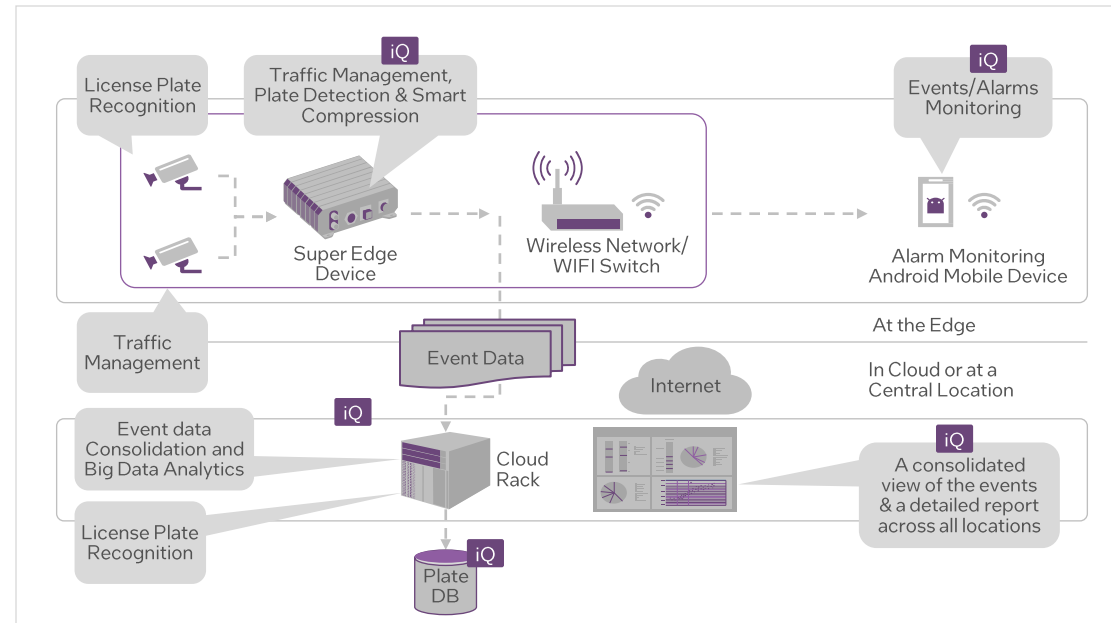 iQ
License Plate
Recognition
Traffic Management,
Plate Detection & Smart
Compression
iQ
Events/Alarms
Monitoring
Super Edge
Device
Wireless Network/
WIFI Switch
Alarm Monitoring
Android Mobile Device
Traffic
Management
At the Edge
Event Data
Internet
In Cloud or at a
Central Location
iQ
Event data
Consolidation and
Big Data Analytics
Cloud
Rack
iQ
A consolidated
view of the events
& a detailed report
across all locations
License Plate
Recognition
iQ
Plate
DB